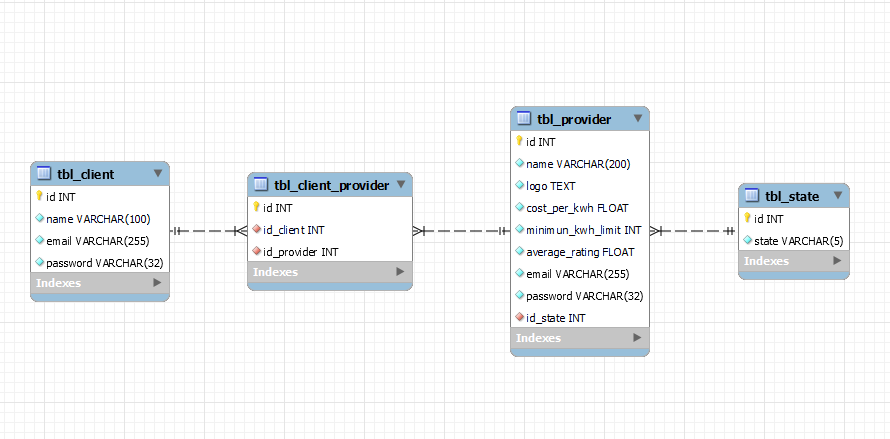 tbl_client
id INT
name VARCHAR(100)
email VARCHAR(255)
password VARCHAR(32)
Indexes
tbl_client_provider
id INT
id_client INT
id_provider INT
Indexes
tbl_provider
id INT
name VARCHAR(200)
logo TEXT
cost_per_kwh FLOAT
minimun_kwh_limit INT
average_rating FLOAT
email VARCHAR(255)
password VARCHAR(32)
id_state INT
Indexes
tbl_state
id INT
state VARCHAR(5)
Indexes